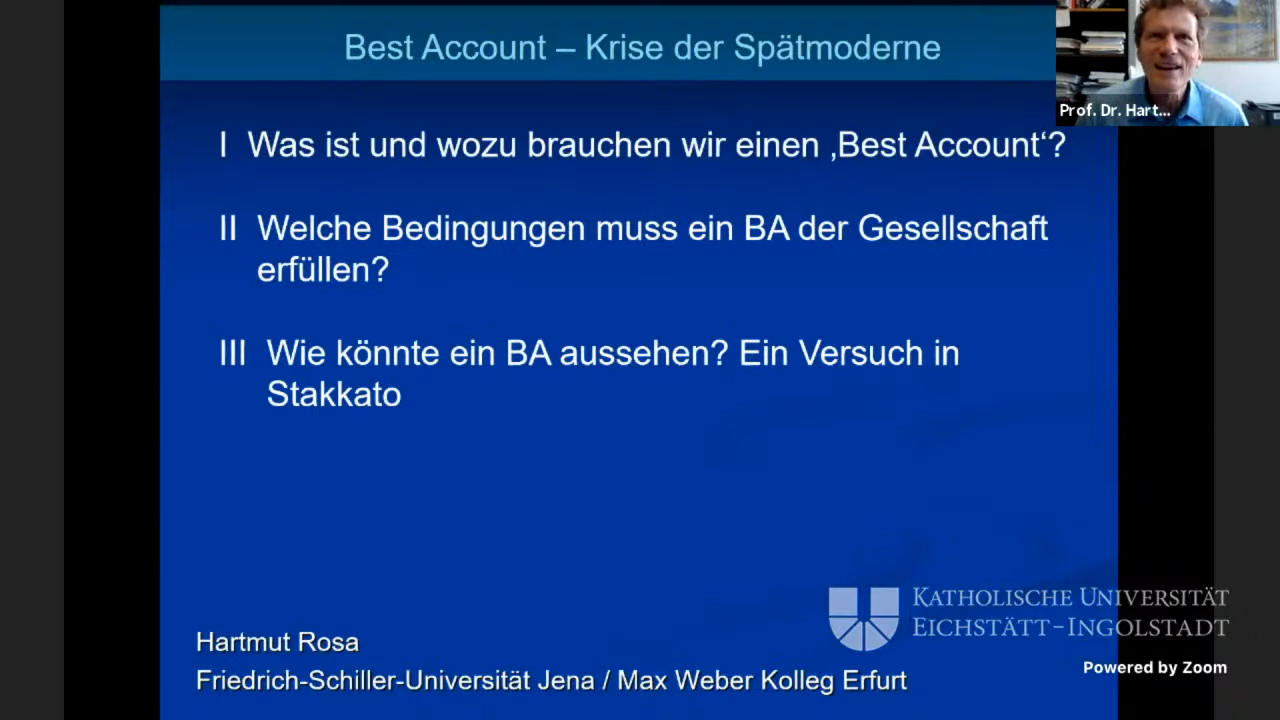 Best Account – Krise der Spätmoderne
Prof. Dr. Hart...
I Was ist und wozu brauchen wir einen ‚Best Account‘?
II Welche Bedingungen muss ein BA der Gesellschaft
erfüllen?
III Wie könnte ein BA aussehen? Ein Versuch in
Stakkato
KATHOLISCHE UNIVERSITÄT
EICHSTÄTT-INGOLSTADT
Hartmut Rosa
Powered by Zoom
Friedrich-Schiller-Universität Jena / Max Weber Kolleg Erfurt